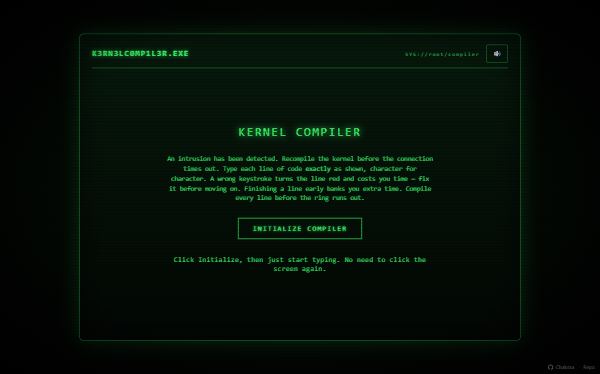 K3RN3LC0MP1L3R.EXE
sys://root/compiler
KERNEL COMPILER
An intrusion has been detected. Recompile the kernel before the connection
times out. Type each line of code exactly as shown, character for
character. A wrong keystroke turns the line red and costs you time — fix
it before moving on. Finishing a line early banks you extra time. Compile
every line before the ring runs out.
INITIALIZE COMPILER
Click Initialize, then just start typing. No need to click the
screen again.